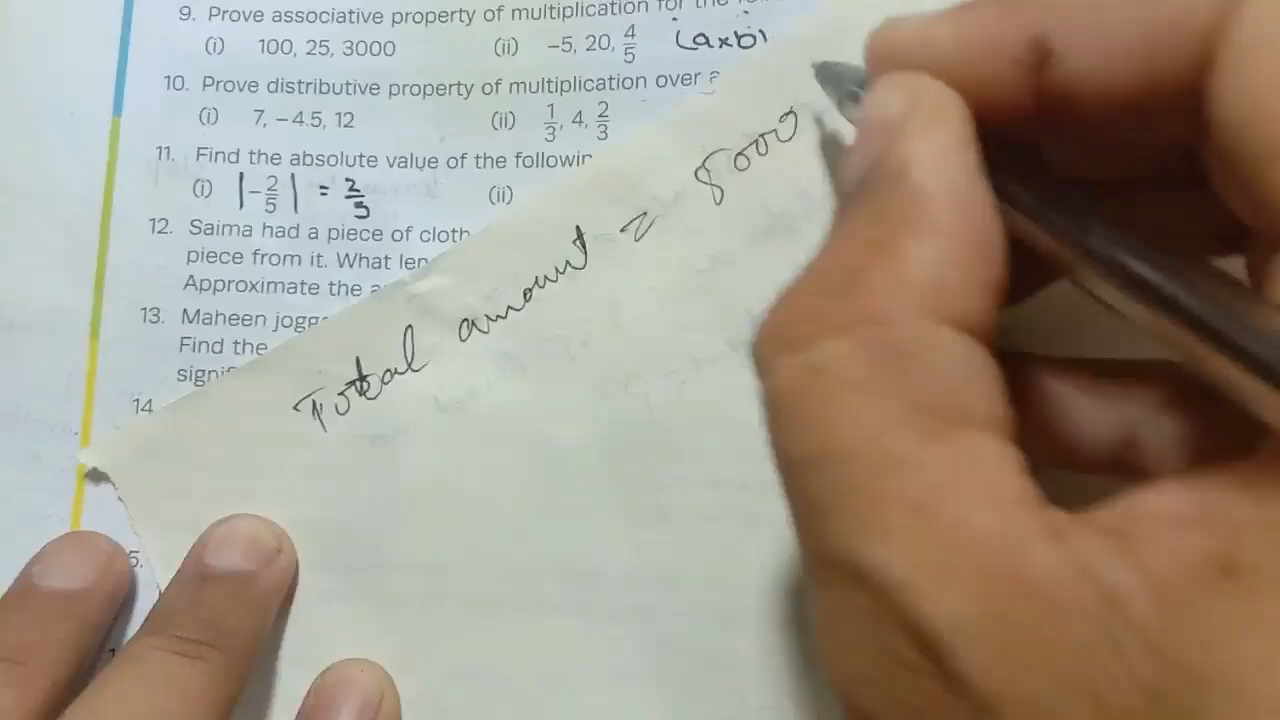 9. Prove associative property of multiplication for the
(i) 100, 25, 3000 (ii) −5, 20, 4/5 (axb)
10. Prove distributive property of multiplication over
(i) 7, −4.5, 12 (ii) 1/3, 4, 2/3
11. Find the absolute value of the
(i) |−2/5| = 2/5 (ii)
12. Saima had a piece of cloth
piece from it. What
Approximate the
13. Maheen
Find the
14
Total amount = 8000
5.